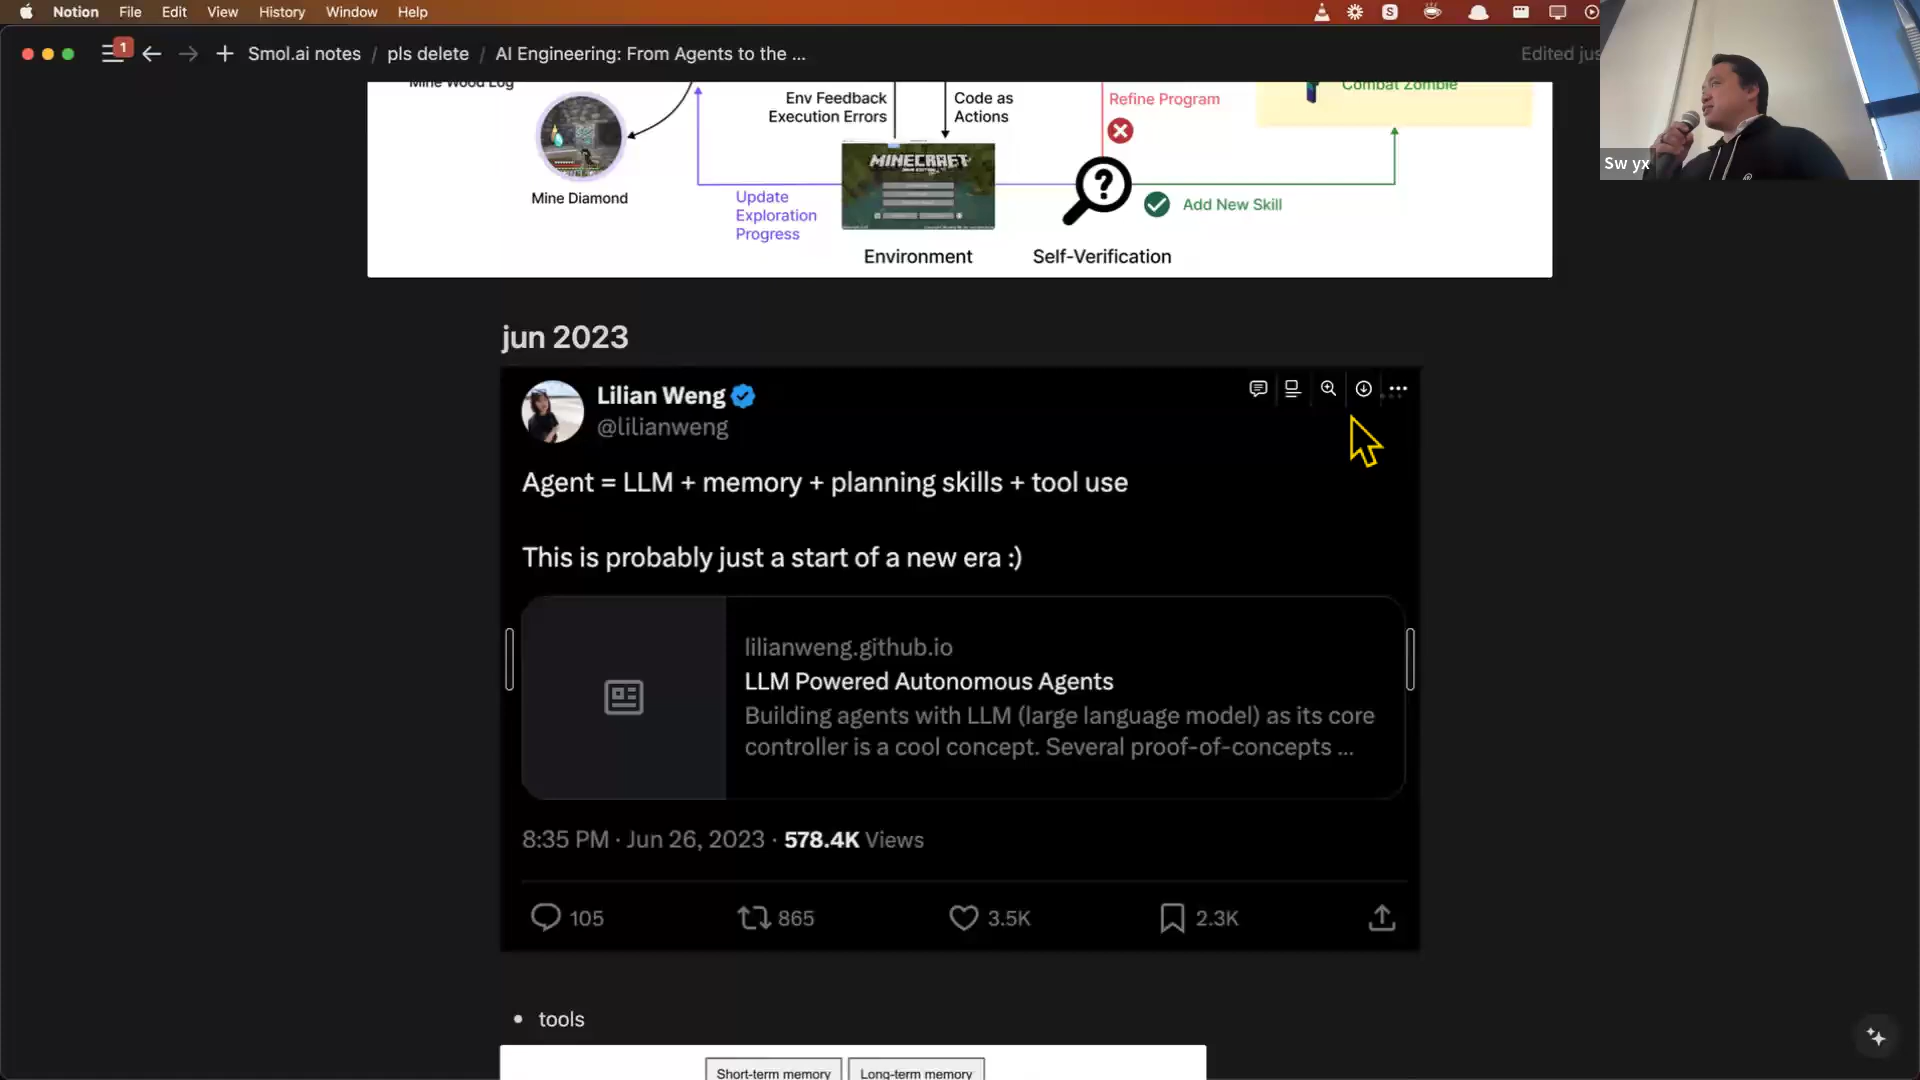 Notion File Edit View History Window Help
1
Smol.ai notes / pls delete / AI Engineering: From Agents to the ...
Edited jus
Sw yx
Mine Wood Log
Mine Diamond
Env Feedback
Execution Errors
Code as
Actions
Refine Program
Combat Zombie
MINECRAFT
Update
Exploration
Progress
Add New Skill
Environment
Self-Verification
jun 2023
Lilian Weng
@lilianweng
Agent = LLM + memory + planning skills + tool use
This is probably just a start of a new era :)
lilianweng.github.io
LLM Powered Autonomous Agents
Building agents with LLM (large language model) as its core
controller is a cool concept. Several proof-of-concepts ...
8:35 PM · Jun 26, 2023 · 578.4K Views
105 865 3.5K 2.3K
• tools
Short-term memory Long-term memory